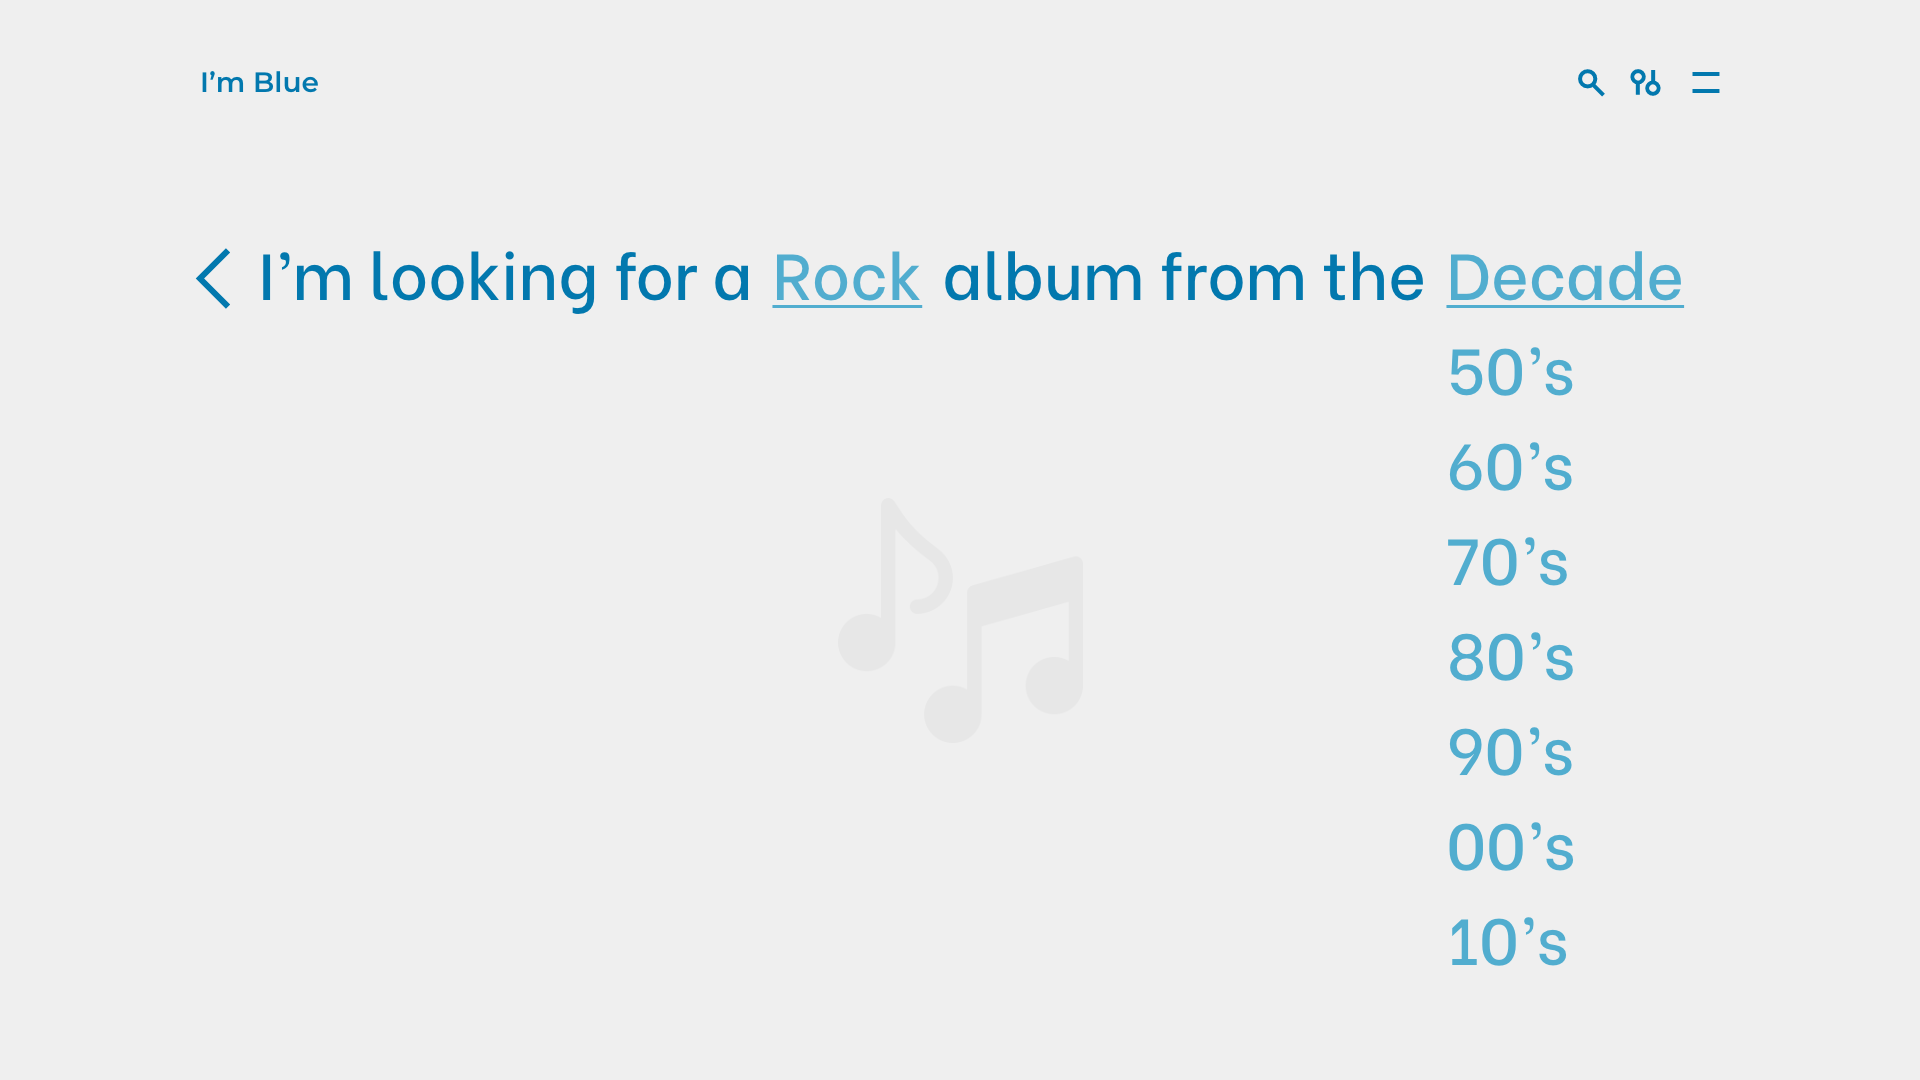 I’m Blue
I’m looking for a Rock album from the Decade
50’s
60’s
70’s
80’s
90’s
00’s
10’s